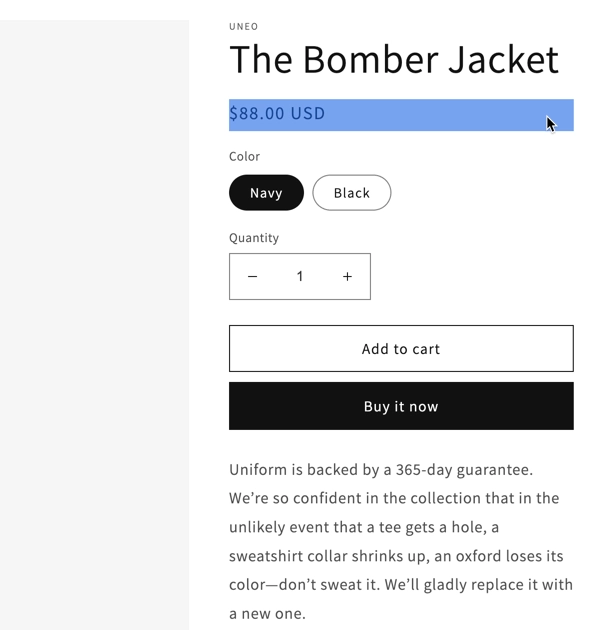 UNEO
The Bomber Jacket
$88.00 USD
Color
Navy
Black
Quantity
− 1 +
Add to cart
Buy it now
Uniform is backed by a 365-day guarantee.
We’re so confident in the collection that in the
unlikely event that a tee gets a hole, a
sweatshirt collar shrinks up, an oxford loses its
color—don’t sweat it. We’ll gladly replace it with
a new one.